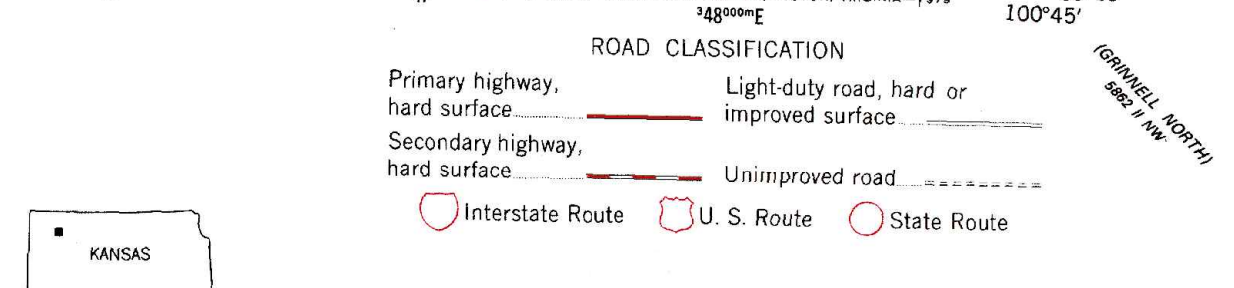 ³48⁰⁰⁰ᵐE
100°45'
ROAD CLASSIFICATION
Primary highway,
hard surface
Light-duty road, hard or
improved surface
Secondary highway,
hard surface
Unimproved road
Interstate Route
U. S. Route
State Route
(GRINNELL NORTH)
5862 II NW
KANSAS